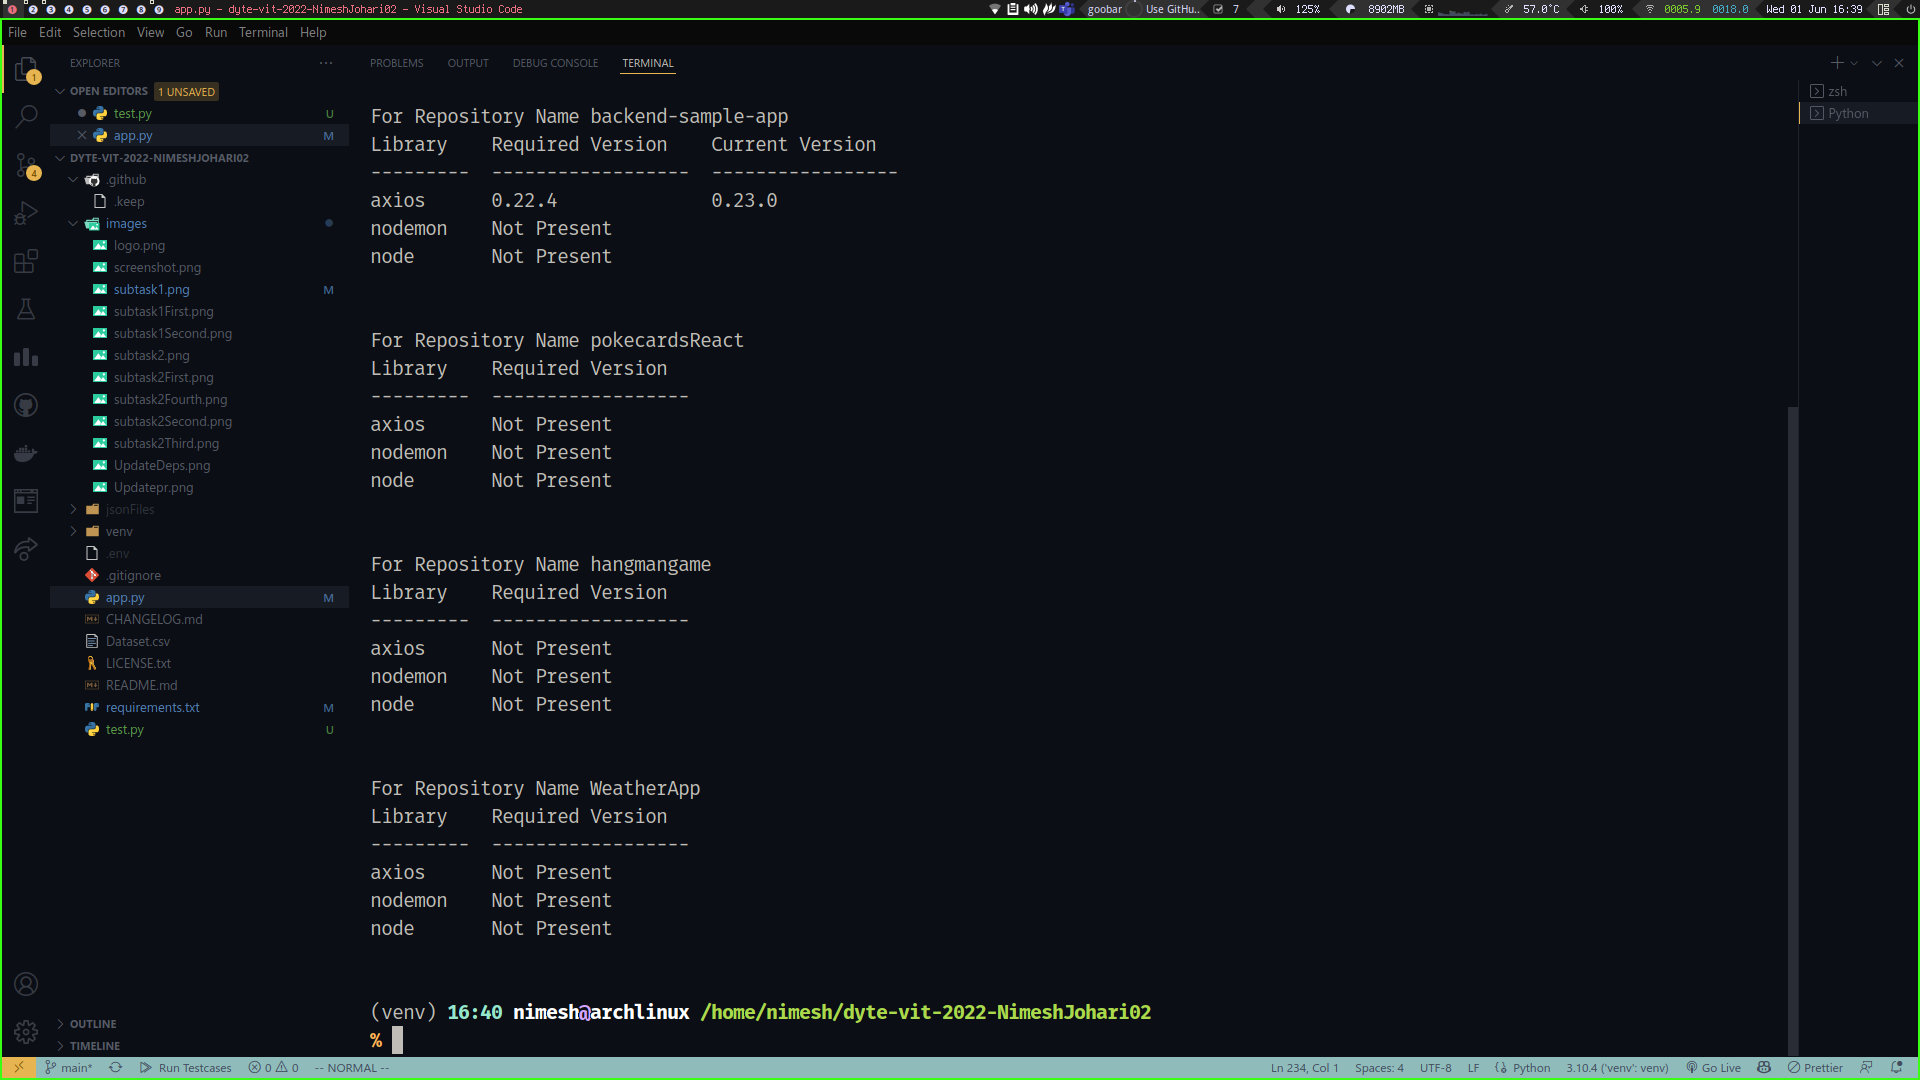 1 2 3 4 5 6 7 8 9 app.py - dyte-vit-2022-NimeshJohari02 - Visual Studio Code goobar Use GitHu.. 7 125% 8902MB 57.0°C 100% 0005.9 0018.0 Wed 01 Jun 16:39
File Edit Selection View Go Run Terminal Help
EXPLORER ···
PROBLEMS OUTPUT DEBUG CONSOLE TERMINAL
OPEN EDITORS 1 UNSAVED
test.py U
app.py M
DYTE-VIT-2022-NIMESHJOHARI02
.github
.keep
images
logo.png
screenshot.png
subtask1.png M
subtask1First.png
subtask1Second.png
subtask2.png
subtask2First.png
subtask2Fourth.png
subtask2Second.png
subtask2Third.png
UpdateDeps.png
Updatepr.png
jsonFiles
venv
.env
.gitignore
app.py M
CHANGELOG.md
Dataset.csv
LICENSE.txt
README.md
requirements.txt M
test.py U
OUTLINE
TIMELINE
1
4
For Repository Name backend-sample-app
Library Required Version Current Version
--------- ------------------ -----------------
axios 0.22.4 0.23.0
nodemon Not Present
node Not Present
For Repository Name pokecardsReact
Library Required Version
--------- ------------------
axios Not Present
nodemon Not Present
node Not Present
For Repository Name hangmangame
Library Required Version
--------- ------------------
axios Not Present
nodemon Not Present
node Not Present
For Repository Name WeatherApp
Library Required Version
--------- ------------------
axios Not Present
nodemon Not Present
node Not Present
(venv) 16:40 nimesh@archlinux /home/nimesh/dyte-vit-2022-NimeshJohari02
%
zsh
Python
main* Run Testcases 0 0 -- NORMAL -- Ln 234, Col 1 Spaces: 4 UTF-8 LF Python 3.10.4 ('venv': venv) Go Live Prettier